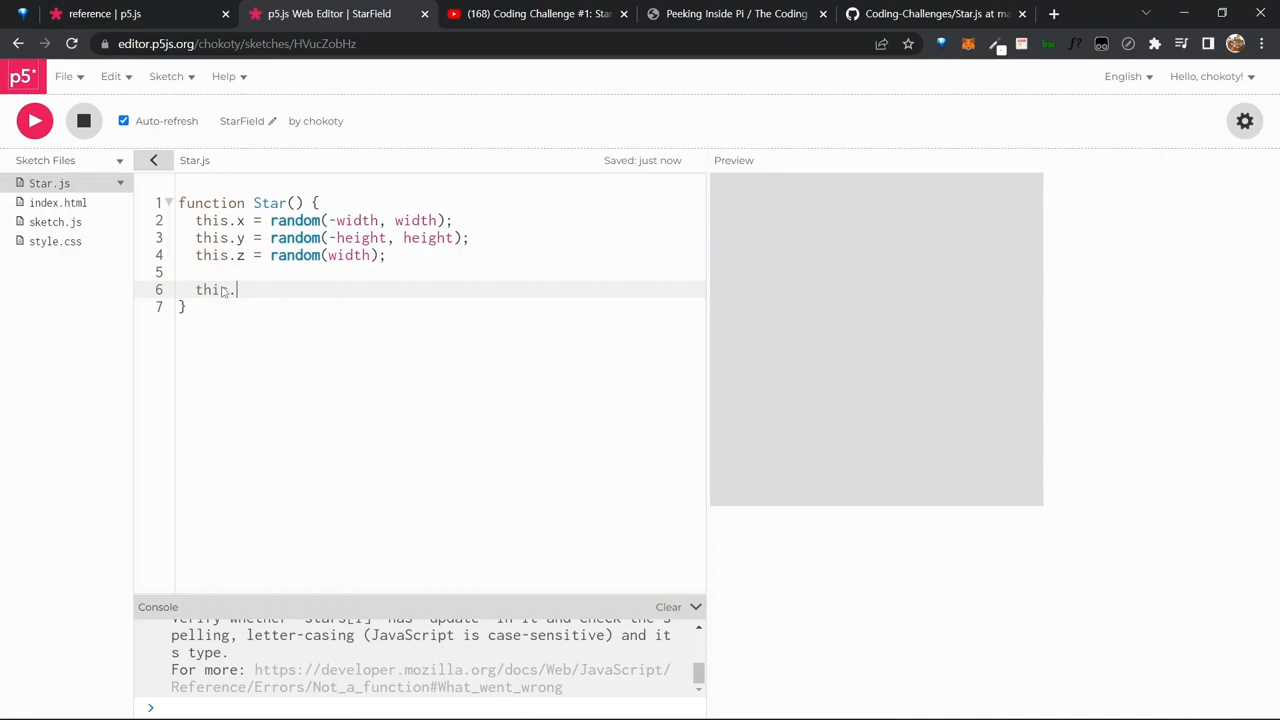 reference | p5.js
p5.js Web Editor | StarField
(168) Coding Challenge #1: Sta
Peeking Inside Pi / The Coding
Coding-Challenges/Star.js at ma
editor.p5js.org/chokoty/sketches/HVucZobHz
p5*
File
Edit
Sketch
Help
English
Hello, chokoty!
Auto-refresh
StarField
by chokoty
Sketch Files
Star.js
Saved: just now
Preview
Star.js
index.html
sketch.js
style.css
1 function Star() {
2 this.x = random(-width, width);
3 this.y = random(-height, height);
4 this.z = random(width);
5
6 this.
7 }
Console
Clear
pelling, letter-casing (JavaScript is case-sensitive) and it
s type.
For more: https://developer.mozilla.org/docs/Web/JavaScript/
Reference/Errors/Not_a_function#What_went_wrong
>